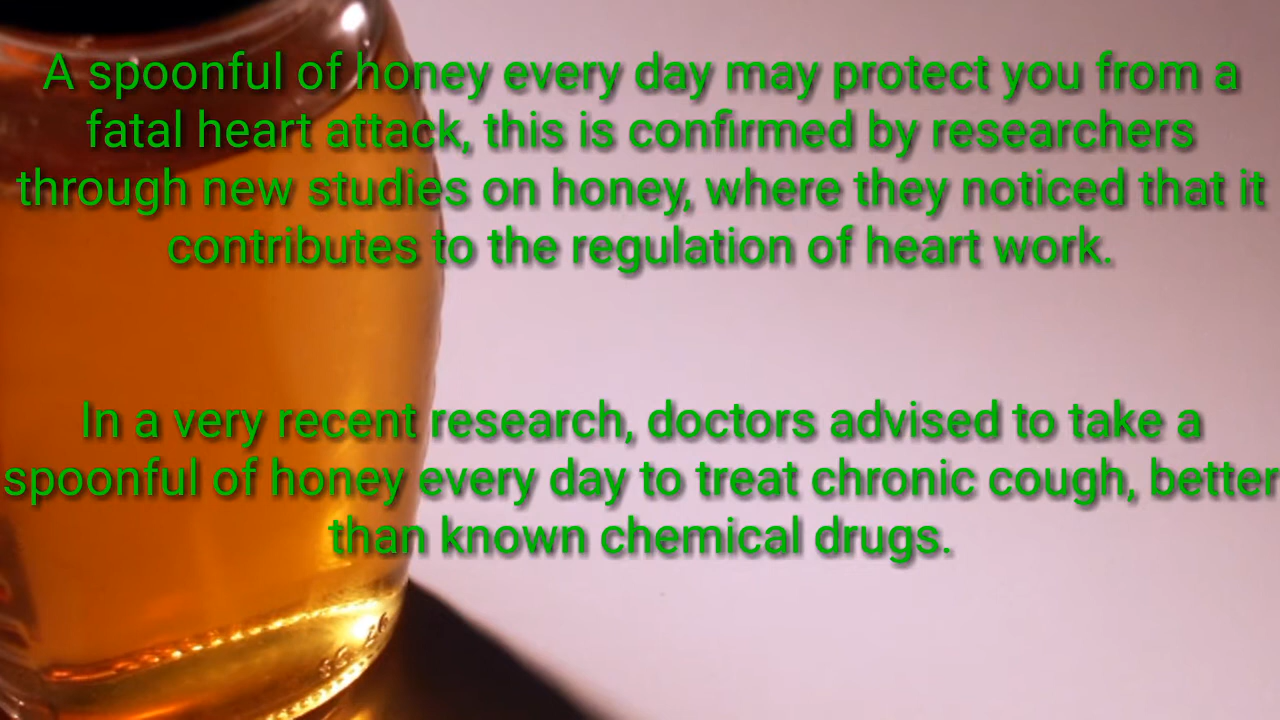 A spoonful of honey every day may protect you from a
fatal heart attack, this is confirmed by researchers
through new studies on honey, where they noticed that it
contributes to the regulation of heart work.
In a very recent research, doctors advised to take a
spoonful of honey every day to treat chronic cough, better
than known chemical drugs.